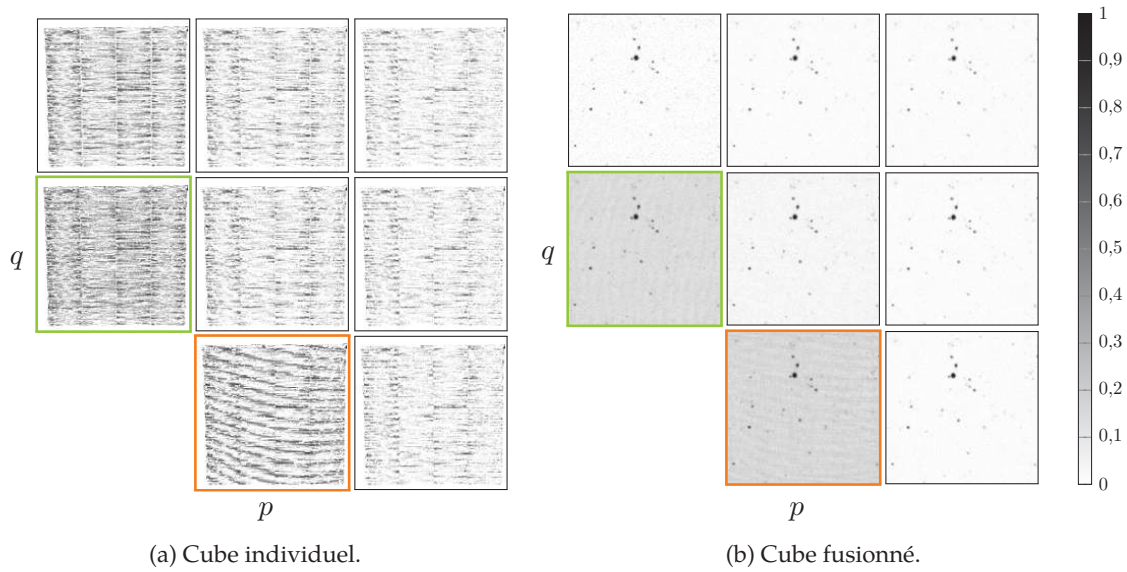 q
p
(a) Cube individuel.
q
p
(b) Cube fusionné.
1
0,9
0,8
0,7
0,6
0,5
0,4
0,3
0,2
0,1
0